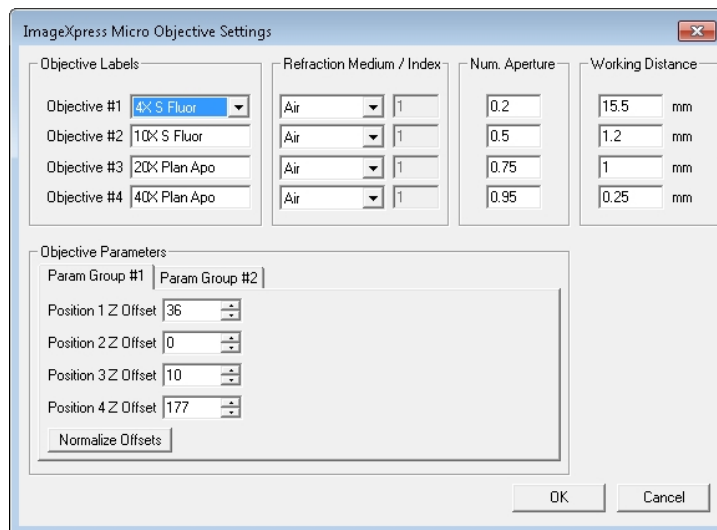 ImageXpress Micro Objective Settings
Objective Labels Refraction Medium / Index Num. Aperture Working Distance
Objective #1 4X S Fluor Air 1 0.2 15.5 mm
Objective #2 10X S Fluor Air 1 0.5 1.2 mm
Objective #3 20X Plan Apo Air 1 0.75 1 mm
Objective #4 40X Plan Apo Air 1 0.95 0.25 mm
Objective Parameters
Param Group #1 Param Group #2
Position 1 Z Offset 36
Position 2 Z Offset 0
Position 3 Z Offset 10
Position 4 Z Offset 177
Normalize Offsets
OK Cancel